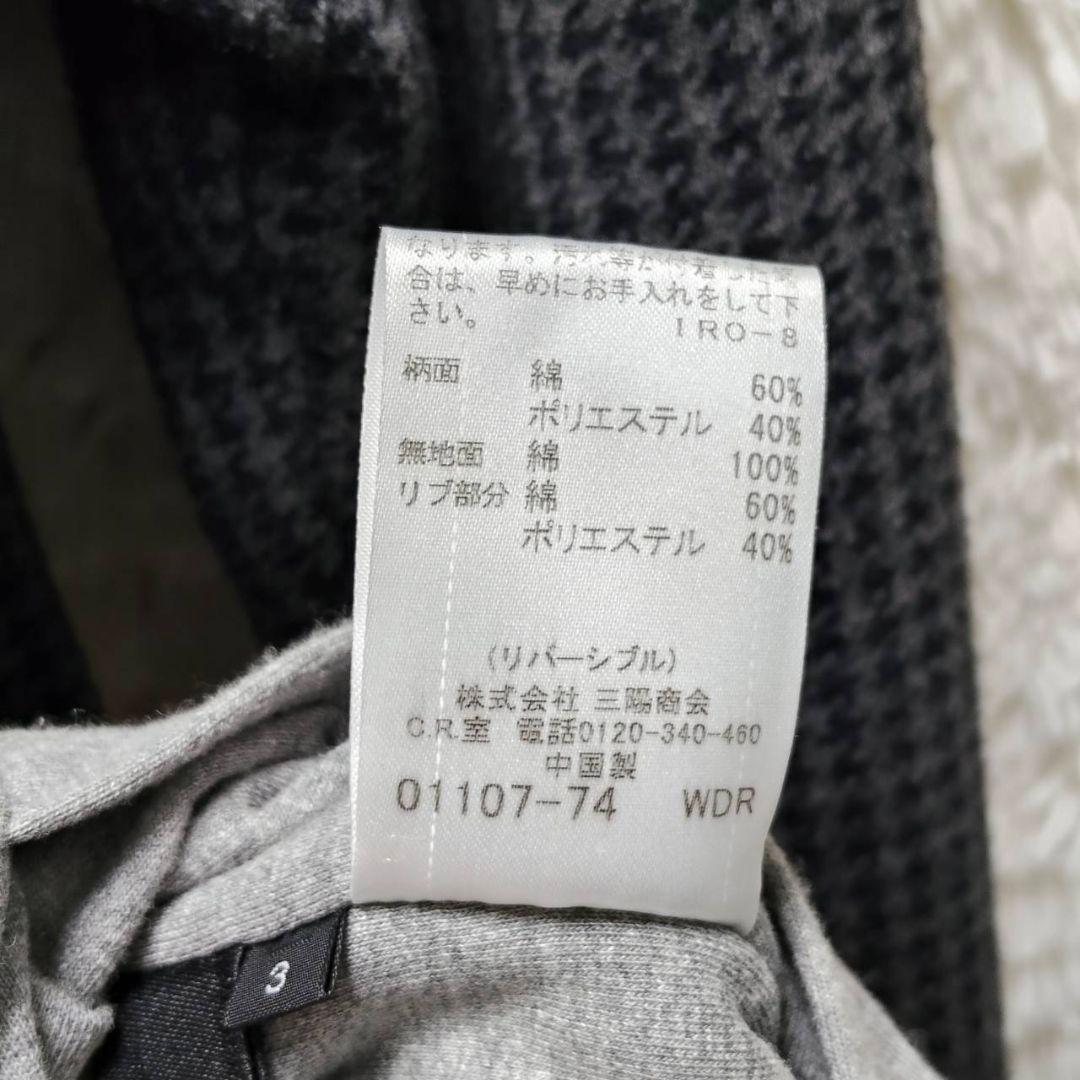 なります。汚れ等が付着した場
合は、早めにお手入れをして下
さい。 IRO-8
柄面 綿 60%
ポリエステル 40%
無地面 綿 100%
リブ部分 綿 60%
ポリエステル 40%
(リバーシブル)
株式会社 三陽商会
C.R.室 電話0120-340-460
中国製
01107-74 WDR
3